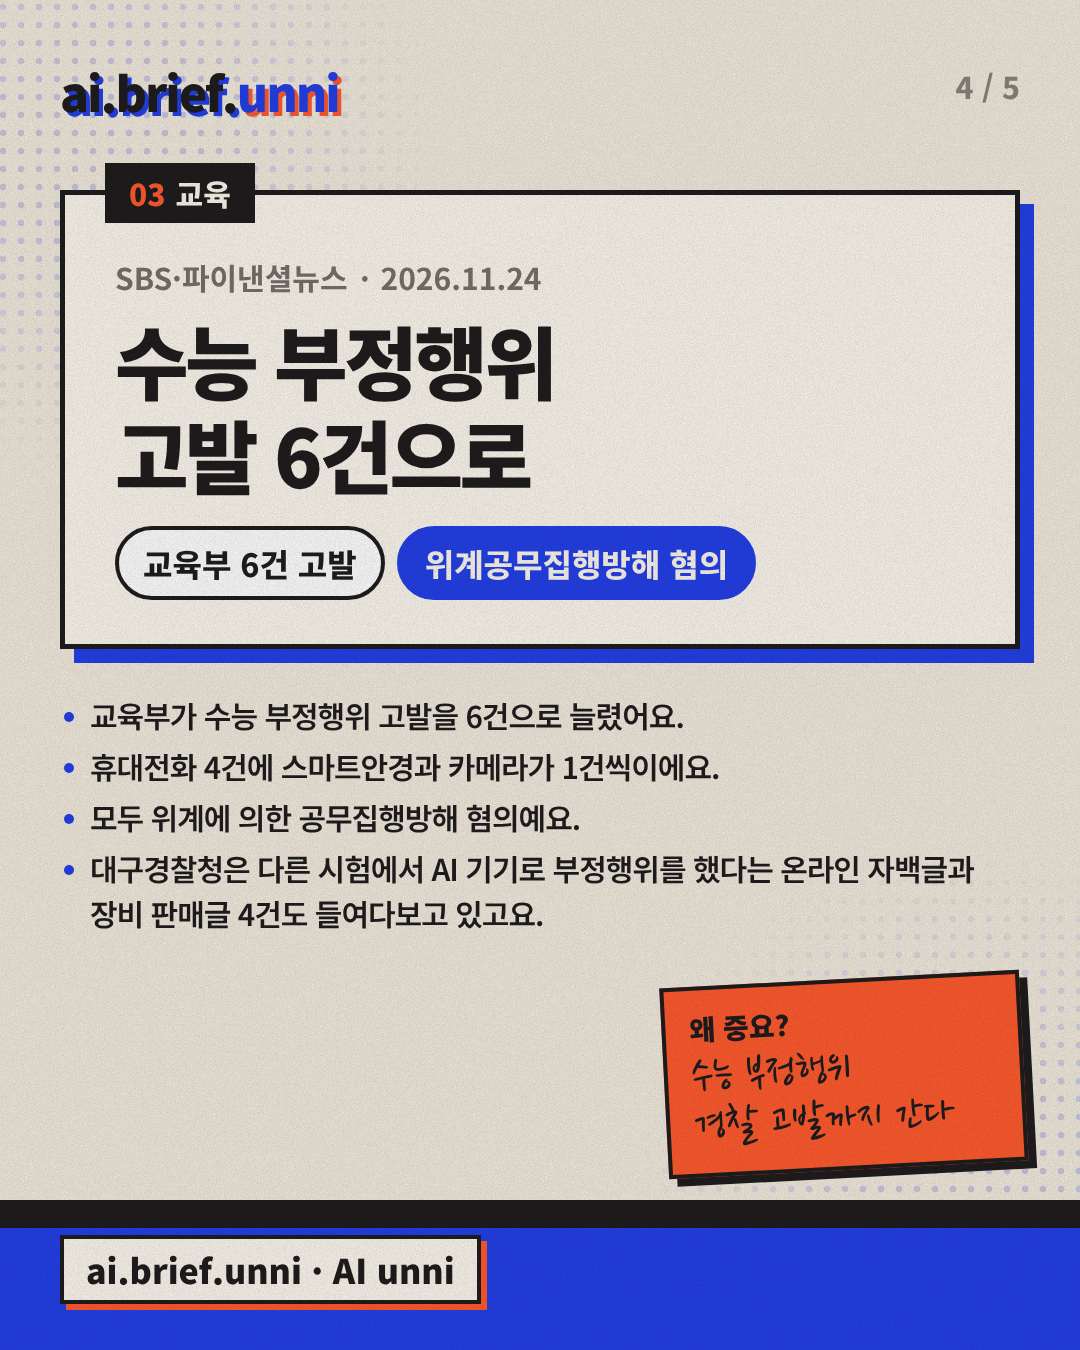 ai.brief.unni
4 / 5
03 교육
SBS·파이낸셜뉴스 · 2026.11.24
수능 부정행위
고발 6건으로
교육부 6건 고발
위계공무집행방해 혐의
• 교육부가 수능 부정행위 고발을 6건으로 늘렸어요.
• 휴대전화 4건에 스마트안경과 카메라가 1건씩이에요.
• 모두 위계에 의한 공무집행방해 혐의예요.
• 대구경찰청은 다른 시험에서 AI 기기로 부정행위를 했다는 온라인 자백글과
장비 판매글 4건도 들여다보고 있고요.
왜 중요?
수능 부정행위
경찰 고발까지 간다
ai.brief.unni · AI unni